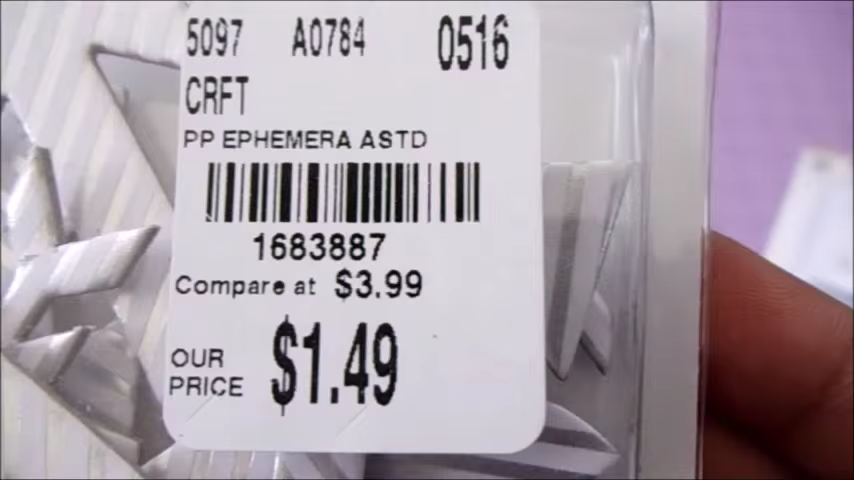 5097 A0784 0516
CRFT
PP EPHEMERA ASTD
1683887
Compare at $3.99
OUR PRICE $1.49